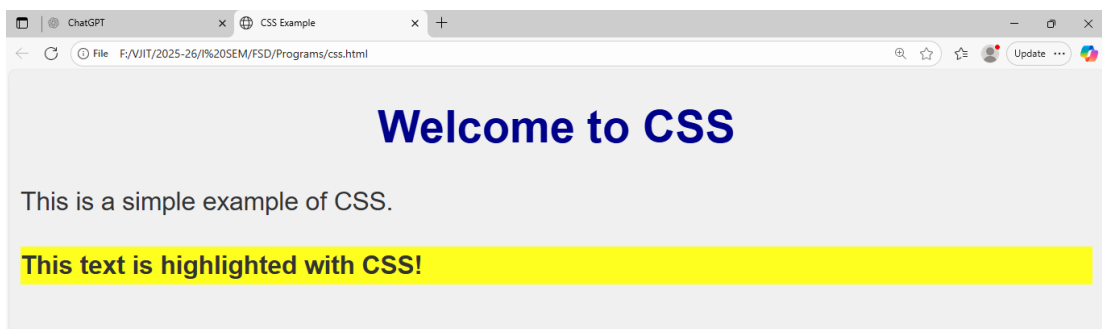 ChatGPT
CSS Example
File F:/VJIT/2025-26/I%20SEM/FSD/Programs/css.html
Update
Welcome to CSS
This is a simple example of CSS.
This text is highlighted with CSS!